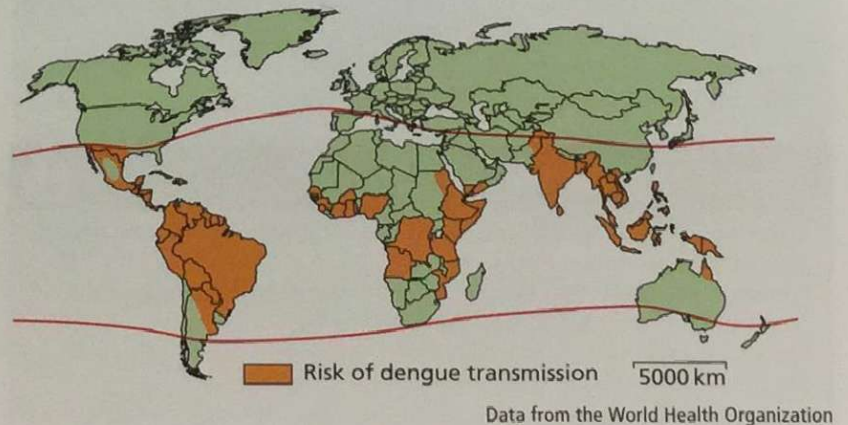 Risk of dengue transmission
5000 km
Data from the World Health Organization